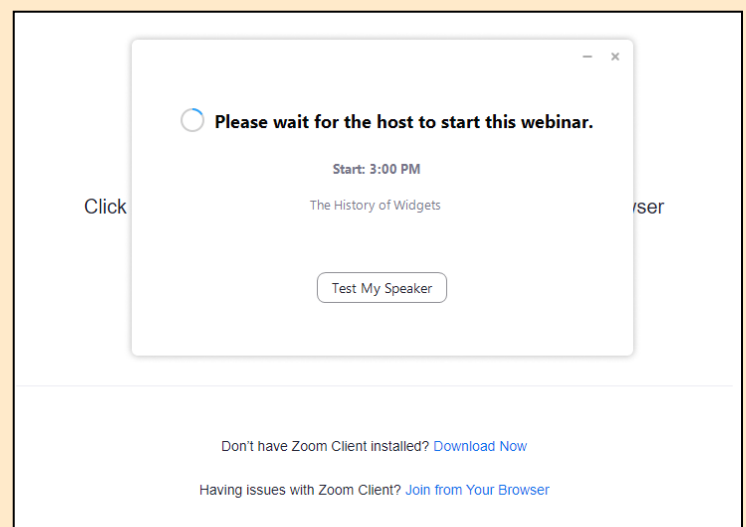 Please wait for the host to start this webinar.
Start: 3:00 PM
Click
The History of Widgets
Test My Speaker
Don't have Zoom Client installed? Download Now
Having issues with Zoom Client? Join from Your Browser